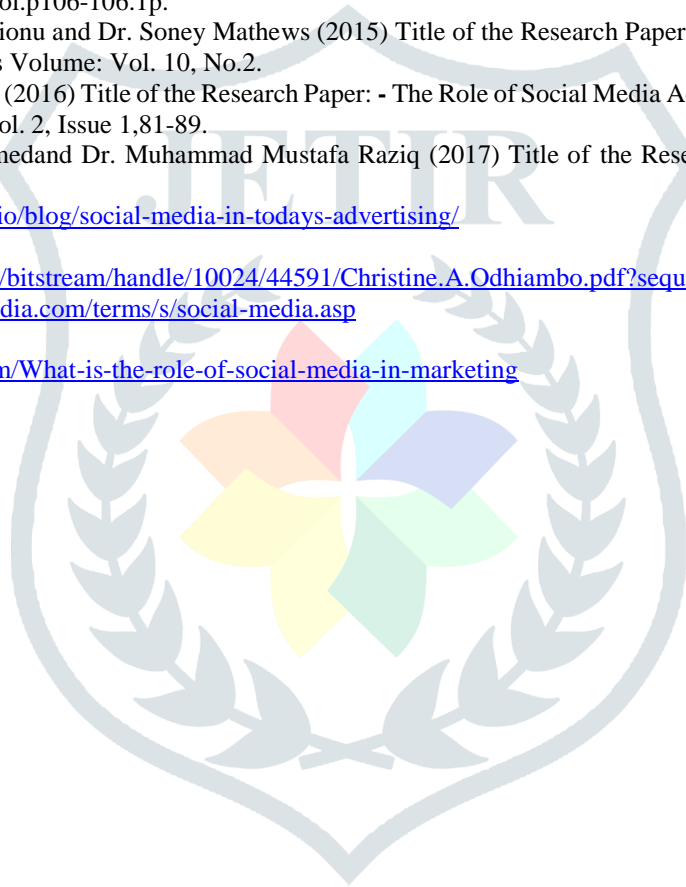 ol.p106-106.1p.
ionu and Dr. Soney Mathews (2015) Title of the Research Paper
s Volume: Vol. 10, No.2.
(2016) Title of the Research Paper: - The Role of Social Media A
ol. 2, Issue 1,81-89.
medand Dr. Muhammad Mustafa Raziq (2017) Title of the Rese
JETIR
io/blog/social-media-in-todays-advertising/
/bitstream/handle/10024/44591/Christine.A.Odhiambo.pdf?sequ
dia.com/terms/s/social-media.asp
m/What-is-the-role-of-social-media-in-marketing